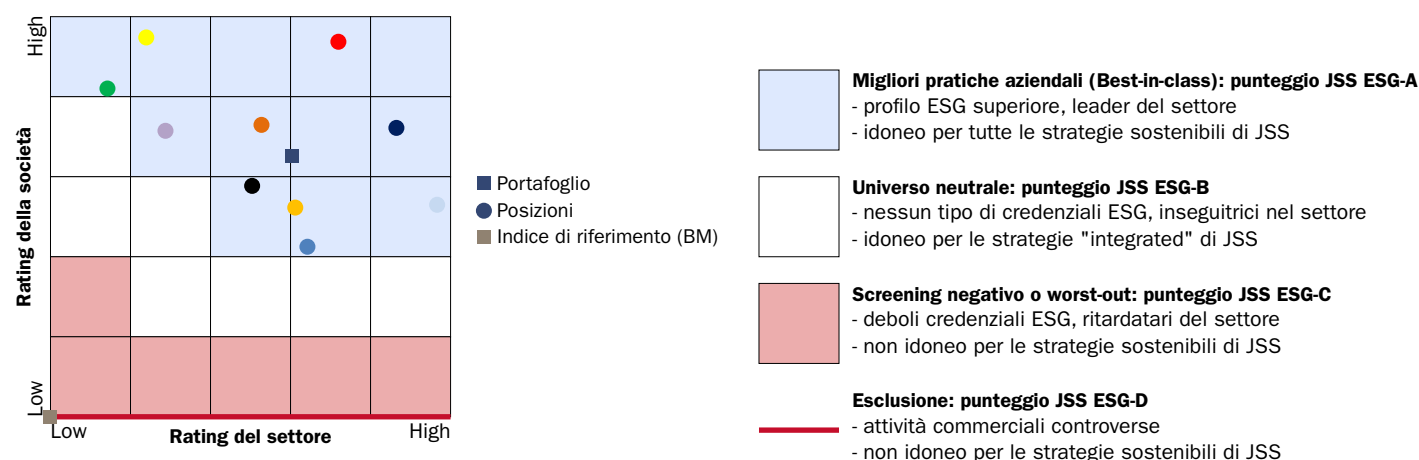 High
Rating della società
Low
Low
Rating del settore
High
Portafoglio
Posizioni
Indice di riferimento (BM)
Migliori pratiche aziendali (Best-in-class): punteggio JSS ESG-A
- profilo ESG superiore, leader del settore
- idoneo per tutte le strategie sostenibili di JSS
Universo neutrale: punteggio JSS ESG-B
- nessun tipo di credenziali ESG, inseguitrici nel settore
- idoneo per le strategie "integrated" di JSS
Screening negativo o worst-out: punteggio JSS ESG-C
- deboli credenziali ESG, ritardatari del settore
- non idoneo per le strategie sostenibili di JSS
Esclusione: punteggio JSS ESG-D
- attività commerciali controverse
- non idoneo per le strategie sostenibili di JSS